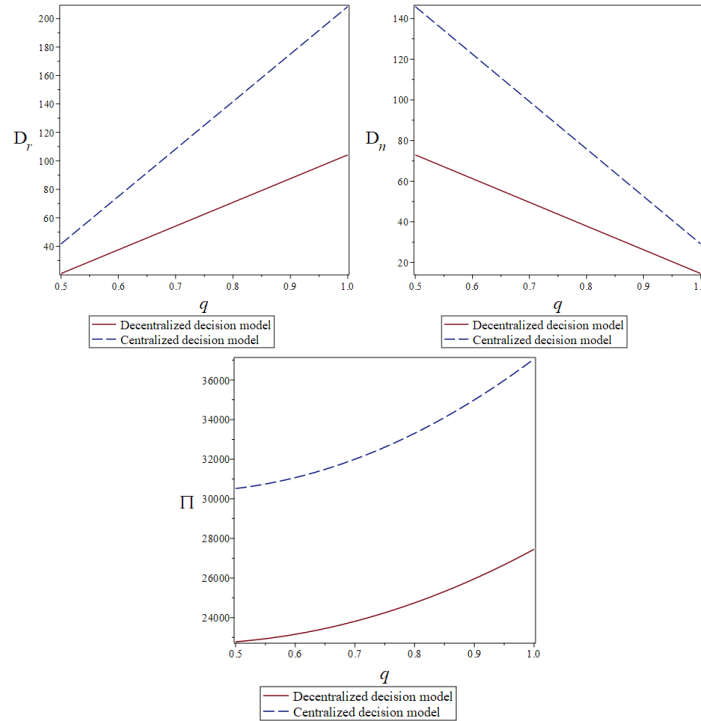 200
180
160
140
120
100
80
60
40
D_r
0.5 0.6 0.7 0.8 0.9 1.0
q
Decentralized decision model
Centralized decision model
140
120
100
80
60
40
20
D_n
0.5 0.6 0.7 0.8 0.9 1.0
q
Decentralized decision model
Centralized decision model
36000
34000
32000
30000
28000
26000
24000
Π
0.5 0.6 0.7 0.8 0.9 1.0
q
Decentralized decision model
Centralized decision model